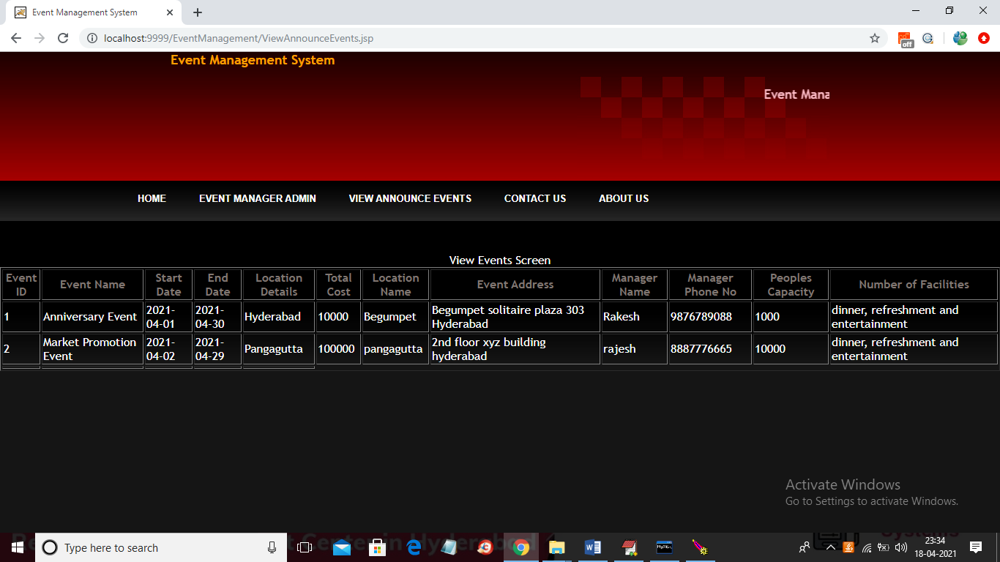 Event Management System
localhost:9999/EventManagement/ViewAnnounceEvents.jsp
off
Event Management System
Event Mana
HOME EVENT MANAGER ADMIN VIEW ANNOUNCE EVENTS CONTACT US ABOUT US
View Events Screen
Event ID Event Name Start Date End Date Location Details Total Cost Location Name Event Address Manager Name Manager Phone No Peoples Capacity Number of Facilities
1 Anniversary Event 2021-04-01 2021-04-30 Hyderabad 10000 Begumpet Begumpet solitaire plaza 303 Hyderabad Rakesh 9876789088 1000 dinner, refreshment and entertainment
2 Market Promotion Event 2021-04-02 2021-04-29 Pangagutta 100000 pangagutta 2nd floor xyz building hyderabad rajesh 8887776665 10000 dinner, refreshment and entertainment
Activate Windows
Go to Settings to activate Windows.
Type here to search
MySQL
23:34
18-04-2021